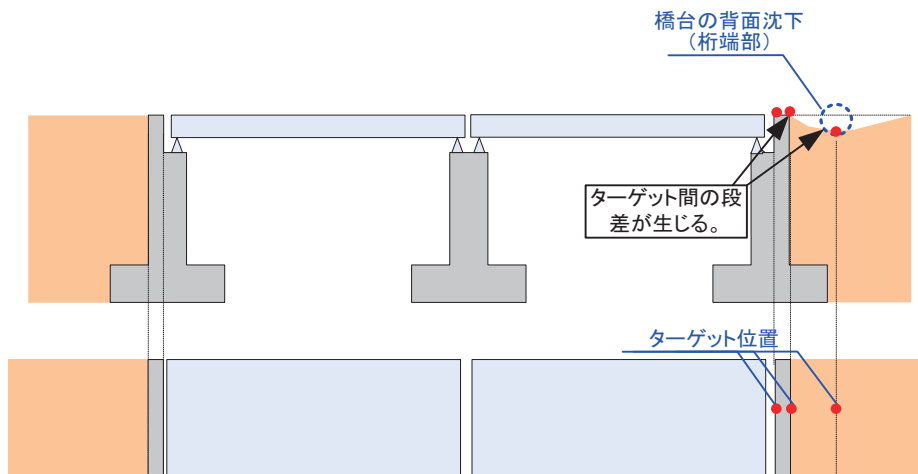 橋台の背面沈下
（桁端部）
ターゲット間の段
差が生じる。
ターゲット位置